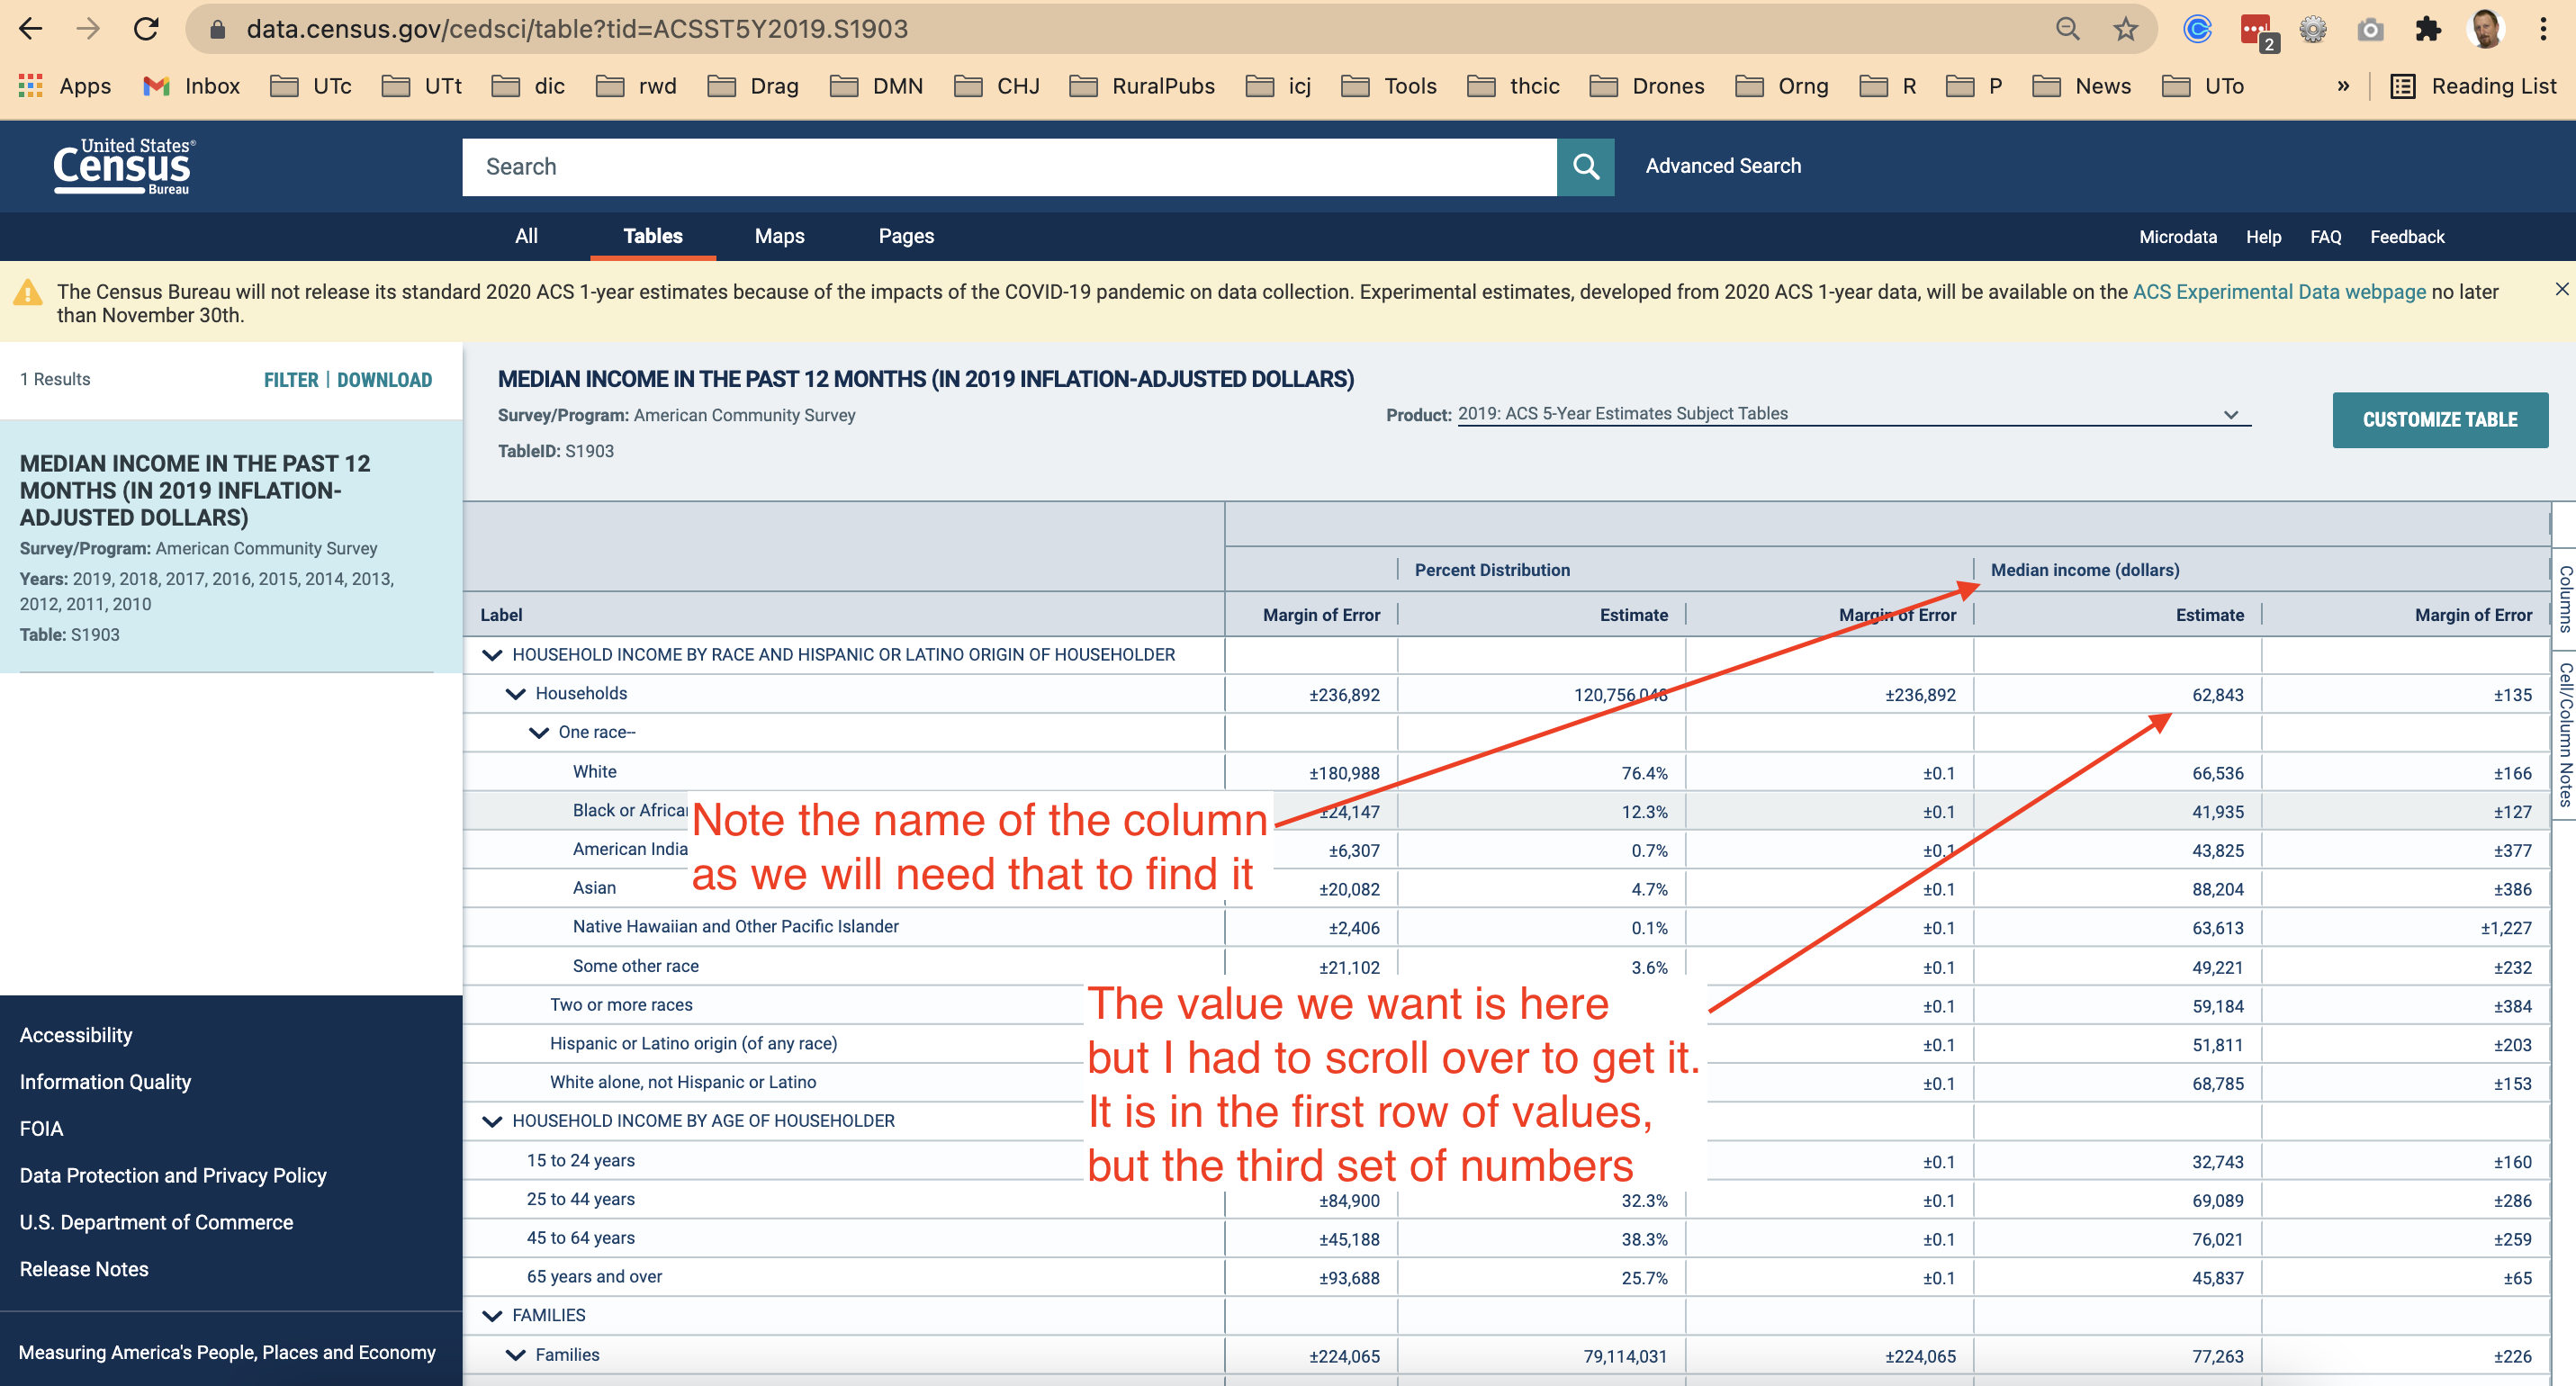 data.census.gov/cedsci/table?tid=ACSST5Y2019.S1903
2
Apps Inbox UTc UTt dic rwd Drag DMN CHJ RuralPubs icj Tools thcic Drones Orng R P News UTo » Reading List
United States®
Census
Bureau
Search
Advanced Search
All Tables Maps Pages Microdata Help FAQ Feedback
The Census Bureau will not release its standard 2020 ACS 1-year estimates because of the impacts of the COVID-19 pandemic on data collection. Experimental estimates, developed from 2020 ACS 1-year data, will be available on the ACS Experimental Data webpage no later
than November 30th.
1 Results FILTER | DOWNLOAD
MEDIAN INCOME IN THE PAST 12
MONTHS (IN 2019 INFLATION-
ADJUSTED DOLLARS)
Survey/Program: American Community Survey
Years: 2019, 2018, 2017, 2016, 2015, 2014, 2013,
2012, 2011, 2010
Table: S1903
Accessibility
Information Quality
FOIA
Data Protection and Privacy Policy
U.S. Department of Commerce
Release Notes
Measuring America's People, Places and Economy
MEDIAN INCOME IN THE PAST 12 MONTHS (IN 2019 INFLATION-ADJUSTED DOLLARS)
Survey/Program: American Community Survey
Product: 2019: ACS 5-Year Estimates Subject Tables
CUSTOMIZE TABLE
TableID: S1903
Percent Distribution Median income (dollars)
Label Margin of Error Estimate Margin of Error Estimate Margin of Error
HOUSEHOLD INCOME BY RACE AND HISPANIC OR LATINO ORIGIN OF HOUSEHOLDER
Households ±236,892 120,756,048 ±236,892 62,843 ±135
One race--
White ±180,988 76.4% ±0.1 66,536 ±166
Black or Africa ±24,147 12.3% ±0.1 41,935 ±127
American India ±6,307 0.7% ±0.1 43,825 ±377
Asian ±20,082 4.7% ±0.1 88,204 ±386
Native Hawaiian and Other Pacific Islander ±2,406 0.1% ±0.1 63,613 ±1,227
Some other race ±21,102 3.6% ±0.1 49,221 ±232
Two or more races ±0.1 59,184 ±384
Hispanic or Latino origin (of any race) ±0.1 51,811 ±203
White alone, not Hispanic or Latino ±0.1 68,785 ±153
HOUSEHOLD INCOME BY AGE OF HOUSEHOLDER
15 to 24 years ±0.1 32,743 ±160
25 to 44 years ±84,900 32.3% ±0.1 69,089 ±286
45 to 64 years ±45,188 38.3% ±0.1 76,021 ±259
65 years and over ±93,688 25.7% ±0.1 45,837 ±65
FAMILIES
Families ±224,065 79,114,031 ±224,065 77,263 ±226
Note the name of the column
as we will need that to find it
The value we want is here
but I had to scroll over to get it.
It is in the first row of values,
but the third set of numbers
Columns
Cell/Column Notes